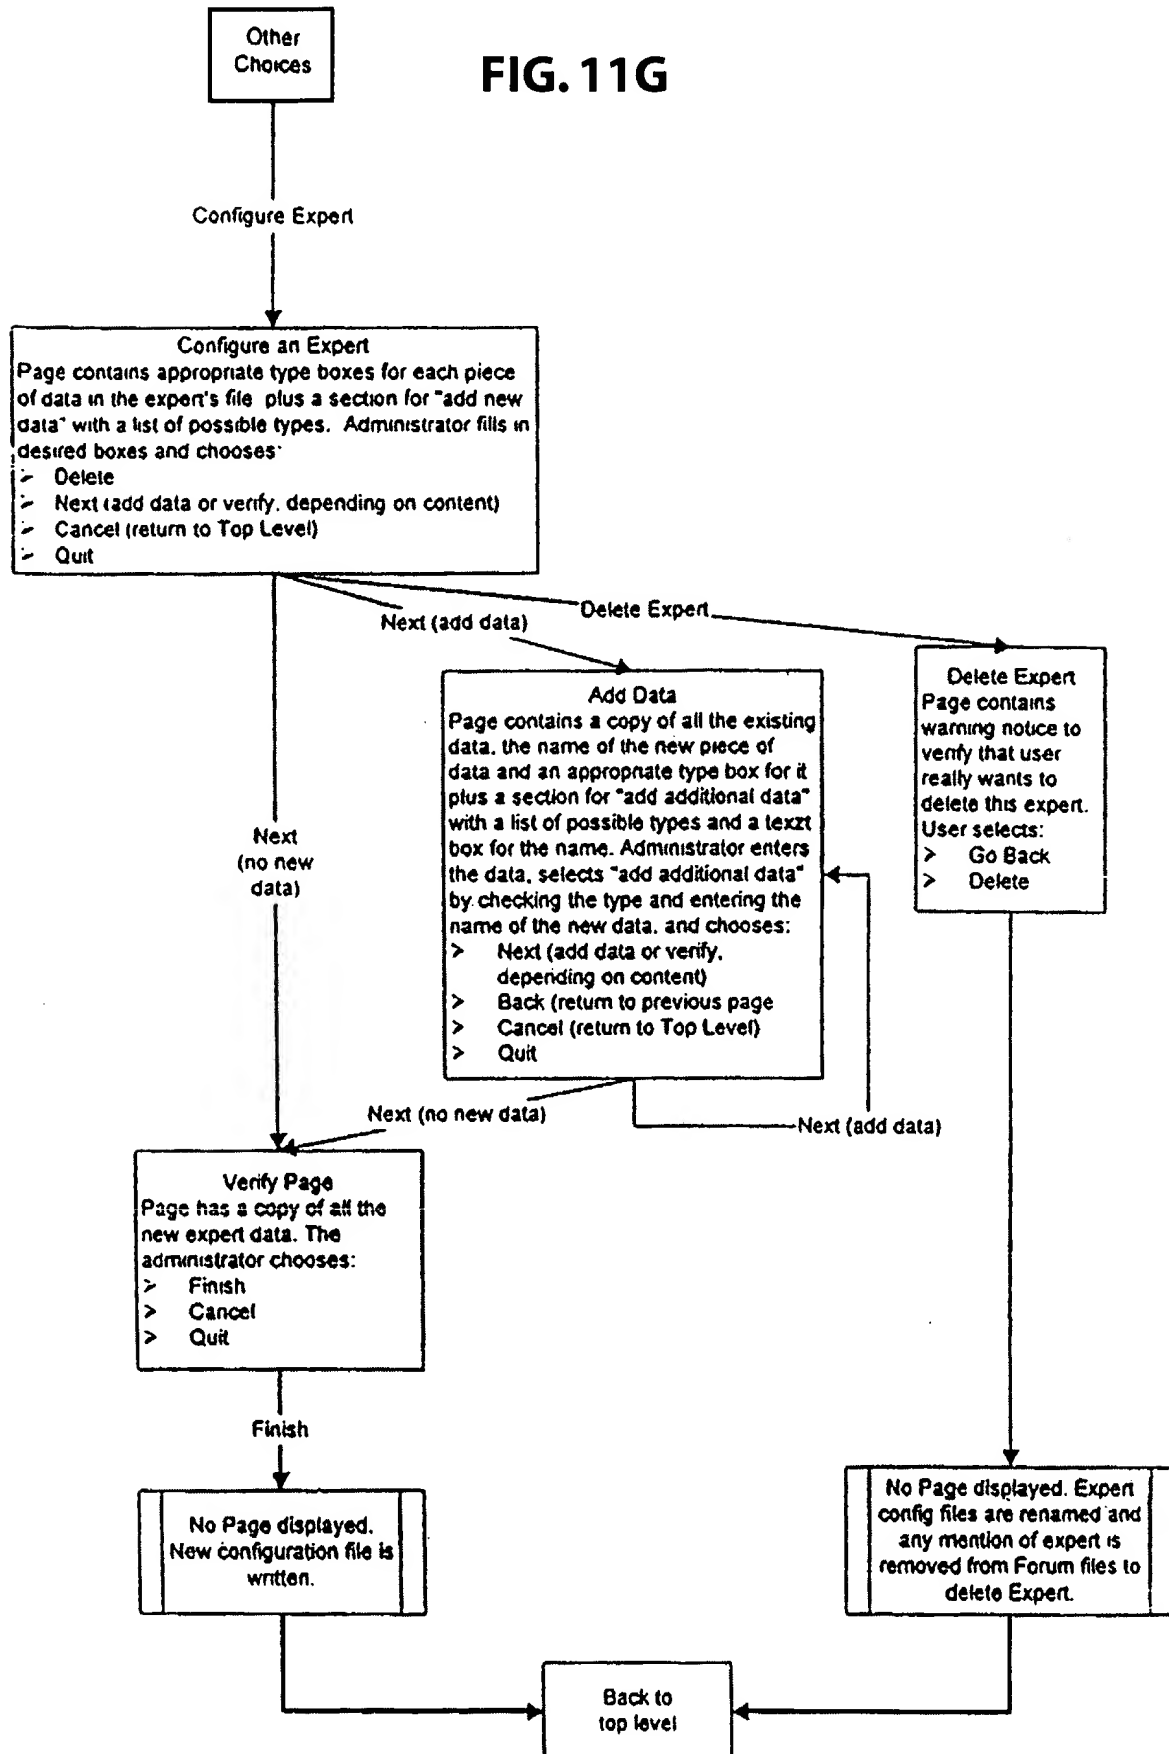 Other
Choices
FIG. 11G
Configure Expert
Configure an Expert
Page contains appropriate type boxes for each piece
of data in the expert's file plus a section for "add new
data" with a list of possible types. Administrator fills in
desired boxes and chooses:
> Delete
> Next (add data or verify, depending on content)
> Cancel (return to Top Level)
> Quit
Next (add data)
Delete Expert
Next
(no new
data)
Add Data
Page contains a copy of all the existing
data, the name of the new piece of
data and an appropriate type box for it
plus a section for "add additional data"
with a list of possible types and a texzt
box for the name. Administrator enters
the data, selects "add additional data"
by checking the type and entering the
name of the new data, and chooses:
> Next (add data or verify,
depending on content)
> Back (return to previous page
> Cancel (return to Top Level)
> Quit
Delete Expert
Page contains
warning notice to
verify that user
really wants to
delete this expert.
User selects:
> Go Back
> Delete
Next (no new data)
Next (add data)
Verify Page
Page has a copy of all the
new expert data. The
administrator chooses:
> Finish
> Cancel
> Quit
Finish
No Page displayed.
New configuration file is
written.
No Page displayed. Expert
config files are renamed and
any mention of expert is
removed from Forum files to
delete Expert.
Back to
top level